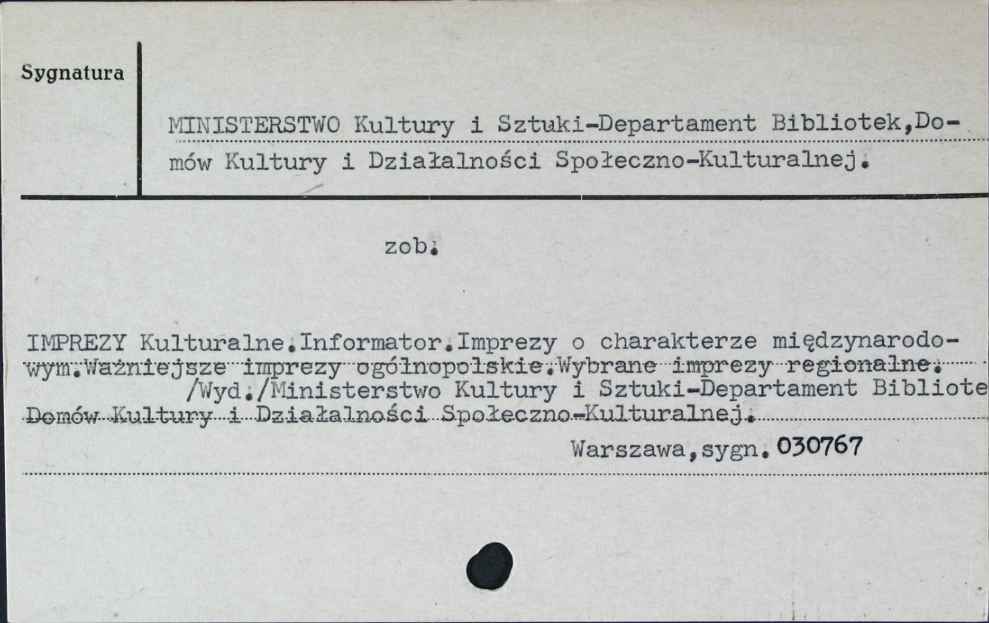 Sygnatura
MINISTERSTWO Kultury i Sztuki-Departament Bibliotek,Do-
mów Kultury i Działalności Społeczno-Kulturalnej.
zob.
IMPREZY Kulturalne.Informator.Imprezy o charakterze międzynarodo-
wym.Ważniejsze imprezy ogólnopolskie.Wybrane imprezy regionalne.
/Wyd./Ministerstwo Kultury i Sztuki-Departament Bibliote
Domów Kultury i Działalności Społeczno-Kulturalnej.
Warszawa,sygn. 030767